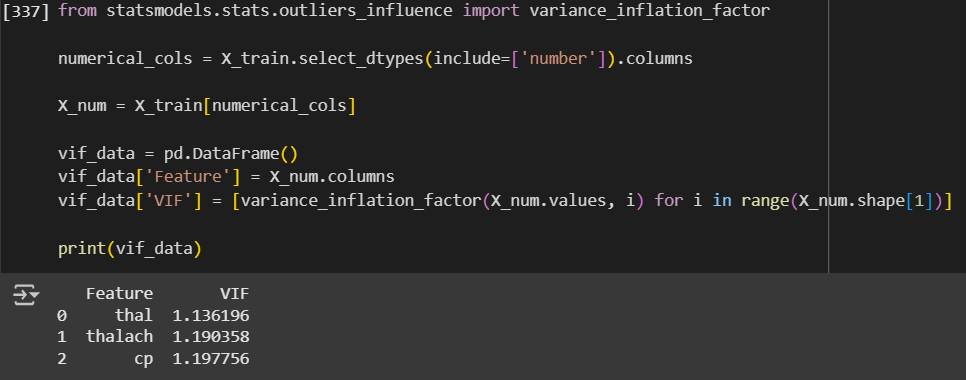 [337] from statsmodels.stats.outliers_influence import variance_inflation_factor
numerical_cols = X_train.select_dtypes(include=['number']).columns
X_num = X_train[numerical_cols]
vif_data = pd.DataFrame()
vif_data['Feature'] = X_num.columns
vif_data['VIF'] = [variance_inflation_factor(X_num.values, i) for i in range(X_num.shape[1])]
print(vif_data)
Feature VIF
0 thal 1.136196
1 thalach 1.190358
2 cp 1.197756